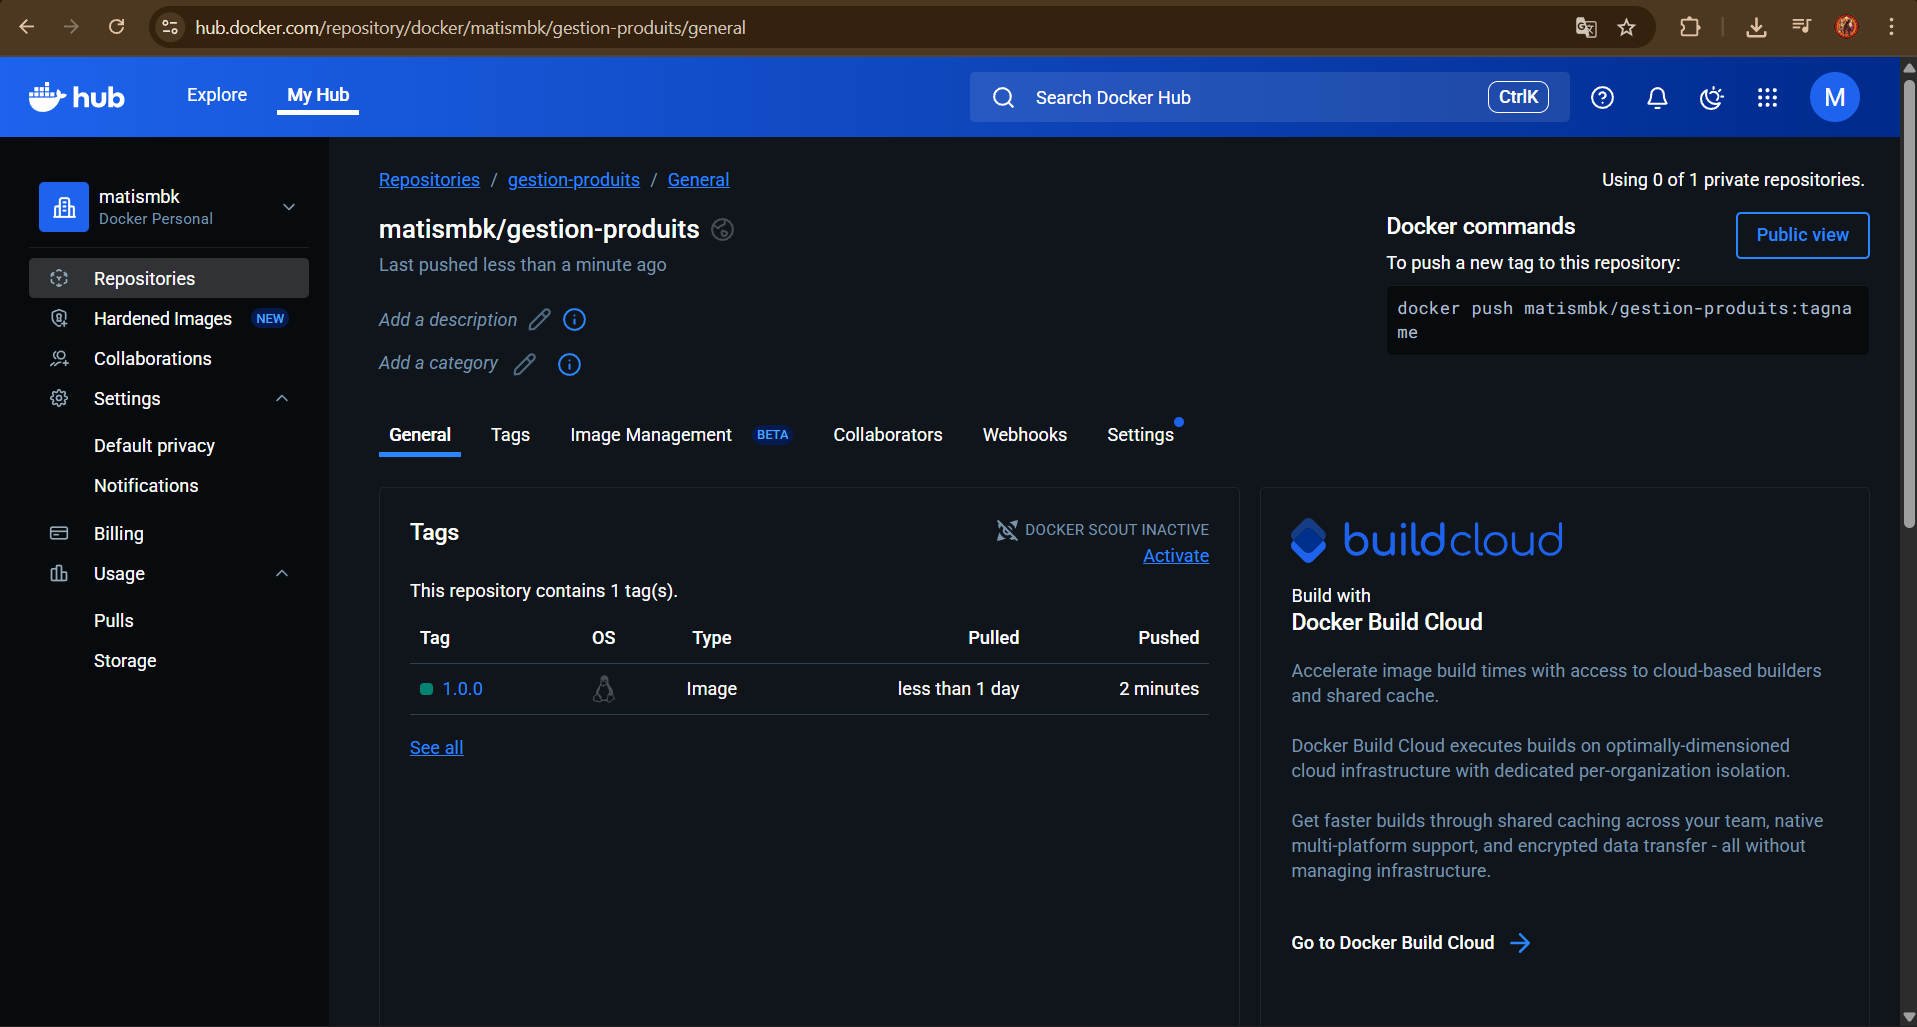 hub.docker.com/repository/docker/matismbk/gestion-produits/general
hub
Explore
My Hub
Search Docker Hub
CtrlK
M
matismbk
Docker Personal
Repositories
Hardened Images NEW
Collaborations
Settings
Default privacy
Notifications
Billing
Usage
Pulls
Storage
Repositories / gestion-produits / General
Using 0 of 1 private repositories.
matismbk/gestion-produits
Last pushed less than a minute ago
Add a description
Add a category
Docker commands
Public view
To push a new tag to this repository:
docker push matismbk/gestion-produits:tagna
me
General
Tags
Image Management BETA
Collaborators
Webhooks
Settings
Tags
DOCKER SCOUT INACTIVE
Activate
This repository contains 1 tag(s).
Tag OS Type Pulled Pushed
1.0.0 Image less than 1 day 2 minutes
See all
buildcloud
Build with
Docker Build Cloud
Accelerate image build times with access to cloud-based builders
and shared cache.
Docker Build Cloud executes builds on optimally-dimensioned
cloud infrastructure with dedicated per-organization isolation.
Get faster builds through shared caching across your team, native
multi-platform support, and encrypted data transfer - all without
managing infrastructure.
Go to Docker Build Cloud